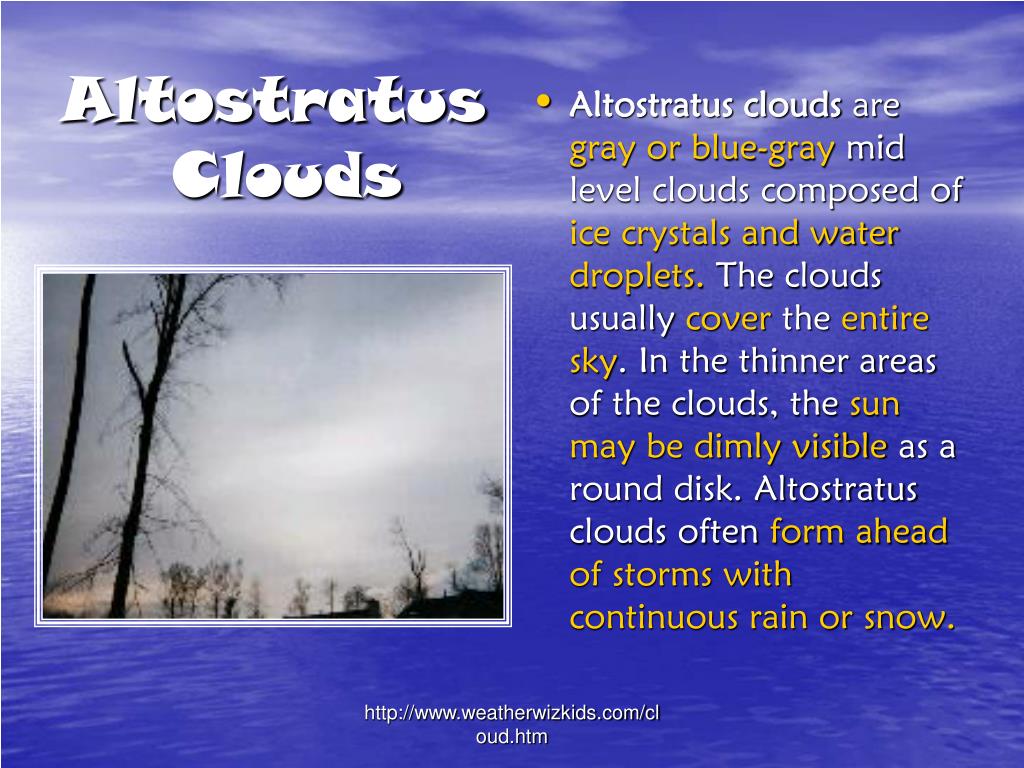 Altostratus
Clouds
• Altostratus clouds are
gray or blue-gray mid
level clouds composed of
ice crystals and water
droplets. The clouds
usually cover the entire
sky. In the thinner areas
of the clouds, the sun
may be dimly visible as a
round disk. Altostratus
clouds often form ahead
of storms with
continuous rain or snow.
http://www.weatherwizkids.com/cl
oud.htm